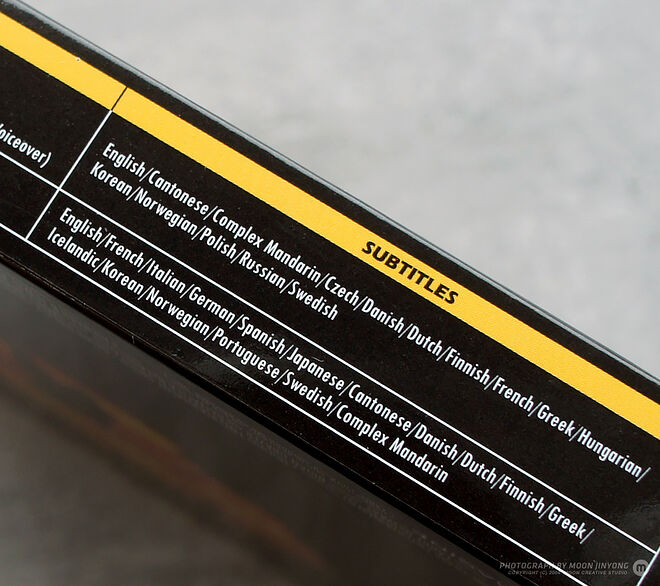 SUBTITLES
oiceover)
English/Cantonese/Complex Mandarin/Czech/Danish/Dutch/Finnish/French/Greek/Hungarian/
Korean/Norwegian/Polish/Russian/Swedish
English/French/Italian/German/Spanish/Japanese/Cantonese/Danish/Dutch/Finnish/Greek/
Icelandic/Korean/Norwegian/Portuguese/Swedish/Complex Mandarin
PHOTOGRAPH BY MOON JINYONG